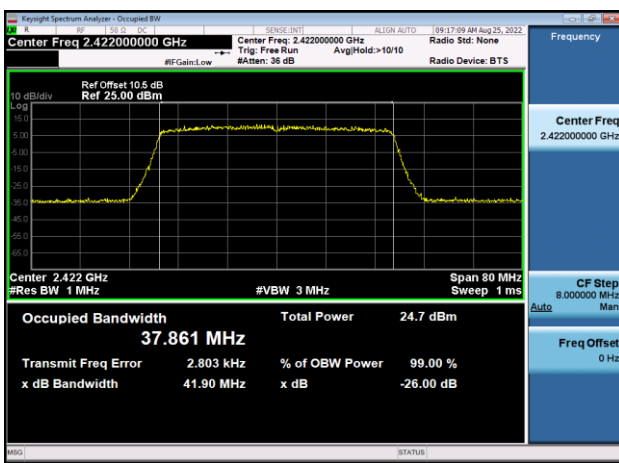 Keysight Spectrum Analyzer - Occupied BW
R RF 50 Ω DC SENSE:INT ALIGN AUTO 09:17:09 AM Aug 25, 2022
Center Freq 2.422000000 GHz
Center Freq: 2.422000000 GHz
Radio Std: None
Trig: Free Run Avg|Hold:>10/10
#IFGain:Low
#Atten: 36 dB
Radio Device: BTS
Ref Offset 10.5 dB
10 dB/div Ref 25.00 dBm
Log
15.0
5.00
-5.00
-15.0
-25.0
-35.0
-45.0
-55.0
-65.0
Center 2.422 GHz
Span 80 MHz
#Res BW 1 MHz
#VBW 3 MHz
Sweep 1 ms
Occupied Bandwidth
37.861 MHz
Total Power 24.7 dBm
Transmit Freq Error 2.803 kHz
% of OBW Power 99.00 %
x dB Bandwidth 41.90 MHz
x dB -26.00 dB
MSG
STATUS
Frequency
Center Freq
2.422000000 GHz
CF Step
8.000000 MHz
Auto Man
Freq Offset
0 Hz